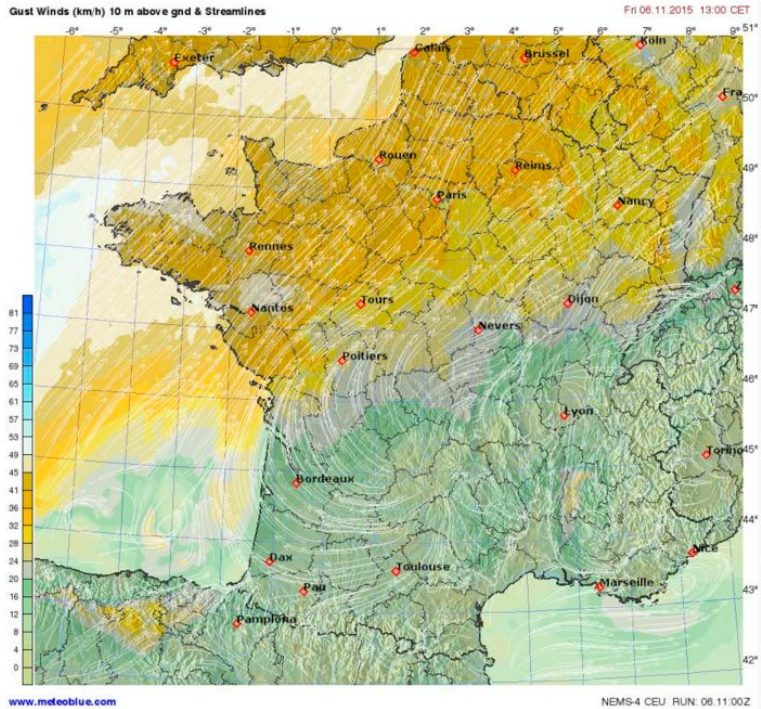 Gust Winds (km/h) 10 m above gnd & Streamlines
Fri 06.11.2015 13:00 CET
-6° -5° -4° -3° -2° -1° 0° 1° 2° 3° 4° 5° 6° 7° 8° 9°
51°
Exeter
Calais
Brussel
Köln
Fra
50°
Rouen
Reims
49°
Paris
Nancy
Rennes
48°
Nantes
Tours
Dijon
47°
Nevers
Poitiers
46°
Lyon
Torino
45°
Bordeaux
44°
Dax
Toulouse
Nice
Pau
Marseille
43°
Pamplona
42°
81
77
73
69
65
61
57
53
49
45
41
36
32
28
24
20
16
12
8
4
0
www.meteoblue.com
NEMS-4 CEU RUN: 06.11:00Z